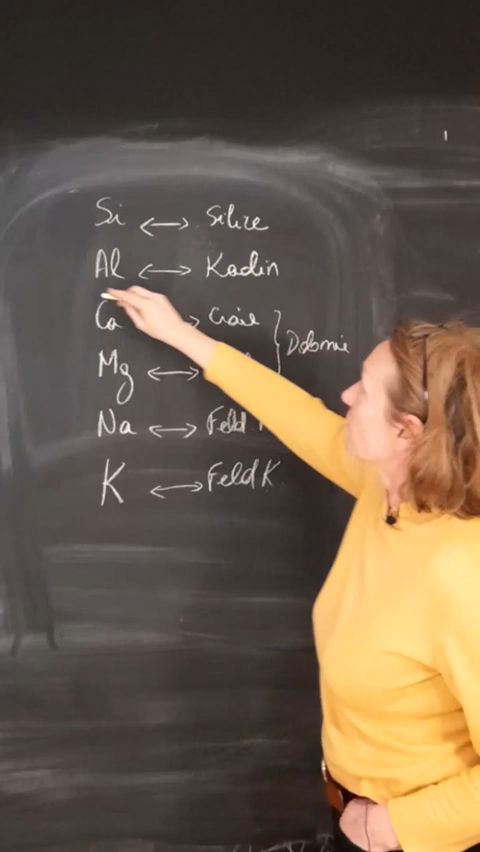 Si ↔ Silice
Al ↔ Kaolin
Ca → Craie } Dolomie
Mg ↔
Na ↔ Feld
K ↔ Feld K